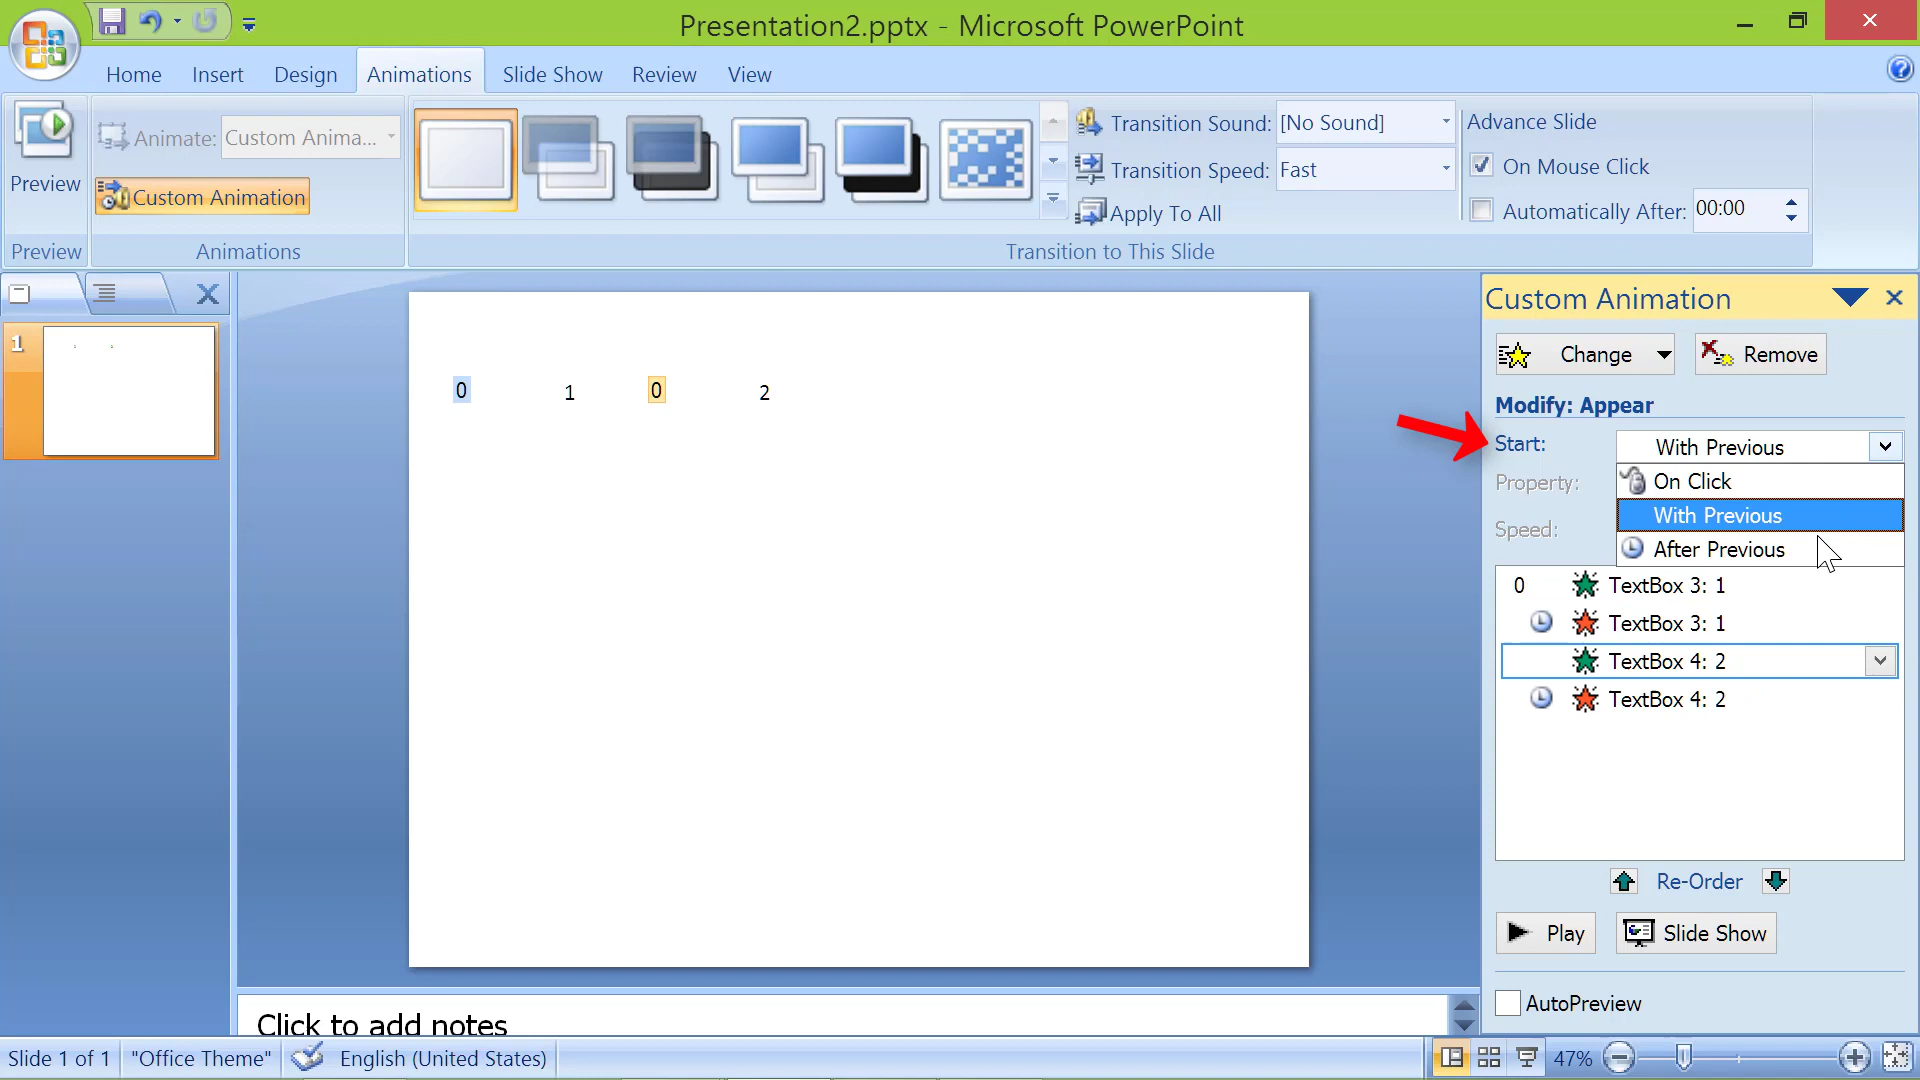 Presentation2.pptx - Microsoft PowerPoint
Home Insert Design Animations Slide Show Review View
Preview
Animate: Custom Anima...
Custom Animation
Transition Sound: [No Sound]
Transition Speed: Fast
Apply To All
Advance Slide
On Mouse Click
Automatically After: 00:00
Preview Animations Transition to This Slide
1
0 1 0 2
Custom Animation
Change Remove
Modify: Appear
Start: With Previous
Property: On Click
With Previous
Speed: After Previous
0 TextBox 3: 1
TextBox 3: 1
TextBox 4: 2
TextBox 4: 2
Re-Order
Play Slide Show
AutoPreview
Click to add notes
Slide 1 of 1 "Office Theme" English (United States) 47%